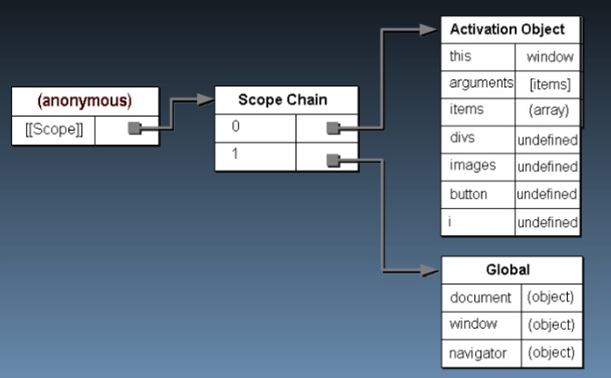 (anonymous)
[[Scope]]
Scope Chain
0
1
Activation Object
this window
arguments [items]
items (array)
divs undefined
images undefined
button undefined
i undefined
Global
document (object)
window (object)
navigator (object)